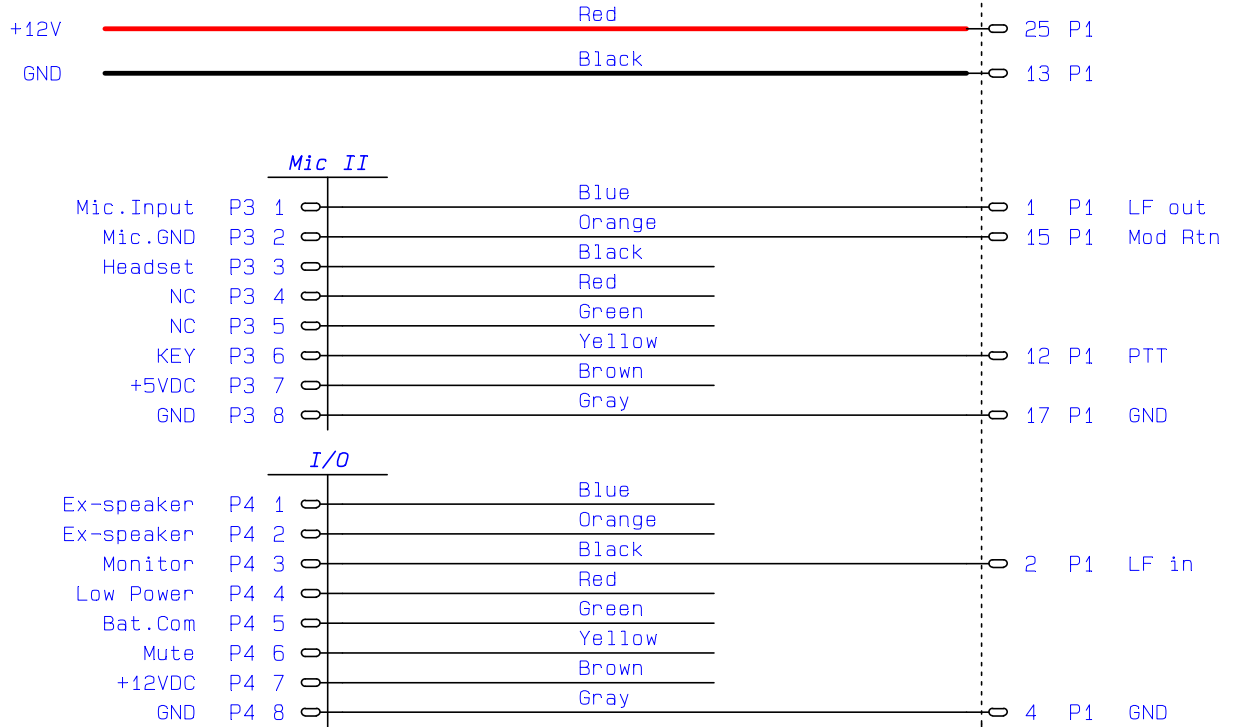 Red
+12V 25 P1
Black
GND 13 P1
Mic II
Blue
Mic.Input P3 1 1 P1 LF out
Orange
Mic.GND P3 2 15 P1 Mod Rtn
Black
Headset P3 3
Red
NC P3 4
Green
NC P3 5
Yellow
KEY P3 6 12 P1 PTT
Brown
+5VDC P3 7
Gray
GND P3 8 17 P1 GND
I/O
Blue
Ex-speaker P4 1
Orange
Ex-speaker P4 2
Black
Monitor P4 3 2 P1 LF in
Red
Low Power P4 4
Green
Bat.Com P4 5
Yellow
Mute P4 6
Brown
+12VDC P4 7
Gray
GND P4 8 4 P1 GND